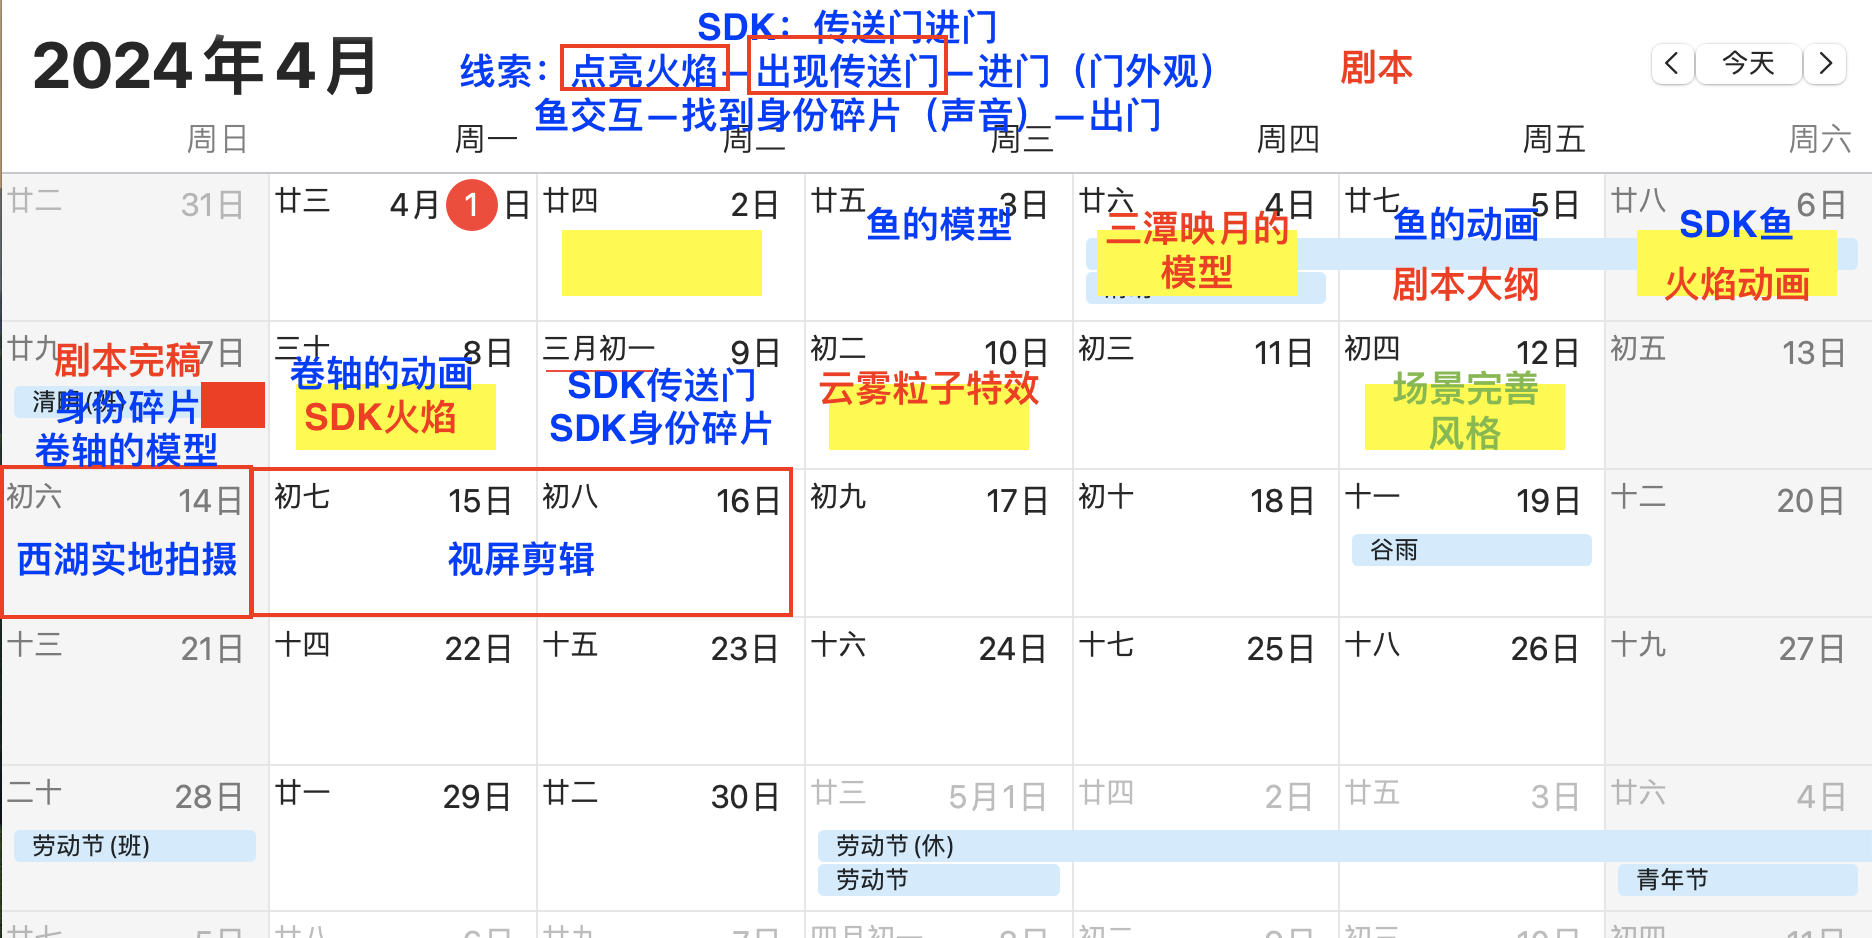 SDK：传送门进门
2024年4月
线索：点亮火焰—出现传送门—进门（门外观）
剧本
今天
鱼交互—找到身份碎片（声音）—出门
周日 周一 周二 周三 周四 周五 周六
廿二 31日 廿三 4月1日 廿四 2日 廿五 3日 廿六 4日 廿七 5日 廿八 6日
鱼的模型
三潭映月的
模型
鱼的动画
剧本大纲
SDK鱼
火焰动画
廿九 7日 三十 8日 三月初一 9日 初二 10日 初三 11日 初四 12日 初五 13日
剧本完稿
清明(班)
身份碎片
卷轴的模型
卷轴的动画
SDK火焰
SDK传送门
SDK身份碎片
云雾粒子特效
场景完善
风格
初六 14日 初七 15日 初八 16日 初九 17日 初十 18日 十一 19日 十二 20日
西湖实地拍摄
视屏剪辑
谷雨
十三 21日 十四 22日 十五 23日 十六 24日 十七 25日 十八 26日 十九 27日
二十 28日 廿一 29日 廿二 30日 廿三 5月1日 廿四 2日 廿五 3日 廿六 4日
劳动节(班)
劳动节(休)
劳动节
青年节